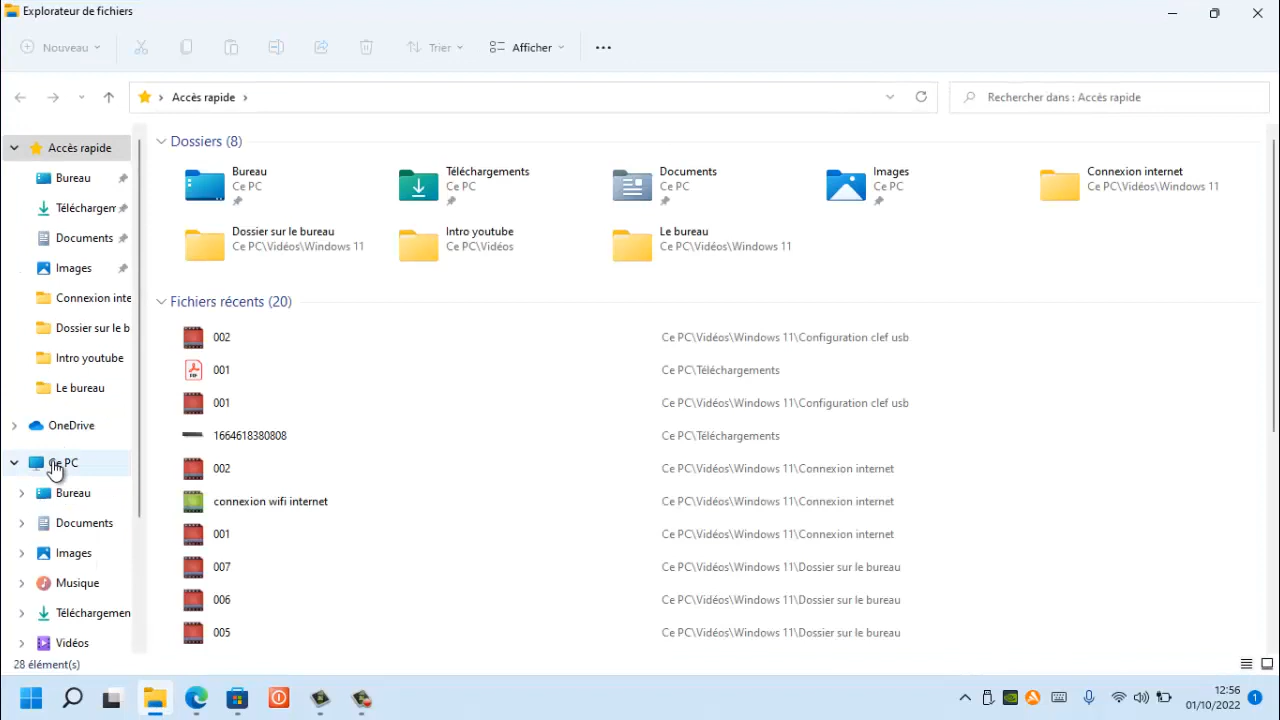 Explorateur de fichiers
Nouveau
Trier
Afficher
Accès rapide
Rechercher dans : Accès rapide
Accès rapide
Bureau
Téléchargem
Documents
Images
Connexion inte
Dossier sur le b
Intro youtube
Le bureau
OneDrive
Ce PC
Bureau
Documents
Images
Musique
Téléchargemen
Vidéos
Dossiers (8)
Bureau
Ce PC
Téléchargements
Ce PC
Documents
Ce PC
Images
Ce PC
Connexion internet
Ce PC\Vidéos\Windows 11
Dossier sur le bureau
Ce PC\Vidéos\Windows 11
Intro youtube
Ce PC\Vidéos
Le bureau
Ce PC\Vidéos\Windows 11
Fichiers récents (20)
002 Ce PC\Vidéos\Windows 11\Configuration clef usb
001 Ce PC\Téléchargements
001 Ce PC\Vidéos\Windows 11\Configuration clef usb
1664618380808 Ce PC\Téléchargements
002 Ce PC\Vidéos\Windows 11\Connexion internet
connexion wifi internet Ce PC\Vidéos\Windows 11\Connexion internet
001 Ce PC\Vidéos\Windows 11\Connexion internet
007 Ce PC\Vidéos\Windows 11\Dossier sur le bureau
006 Ce PC\Vidéos\Windows 11\Dossier sur le bureau
005 Ce PC\Vidéos\Windows 11\Dossier sur le bureau
28 élément(s)
12:56
01/10/2022
1